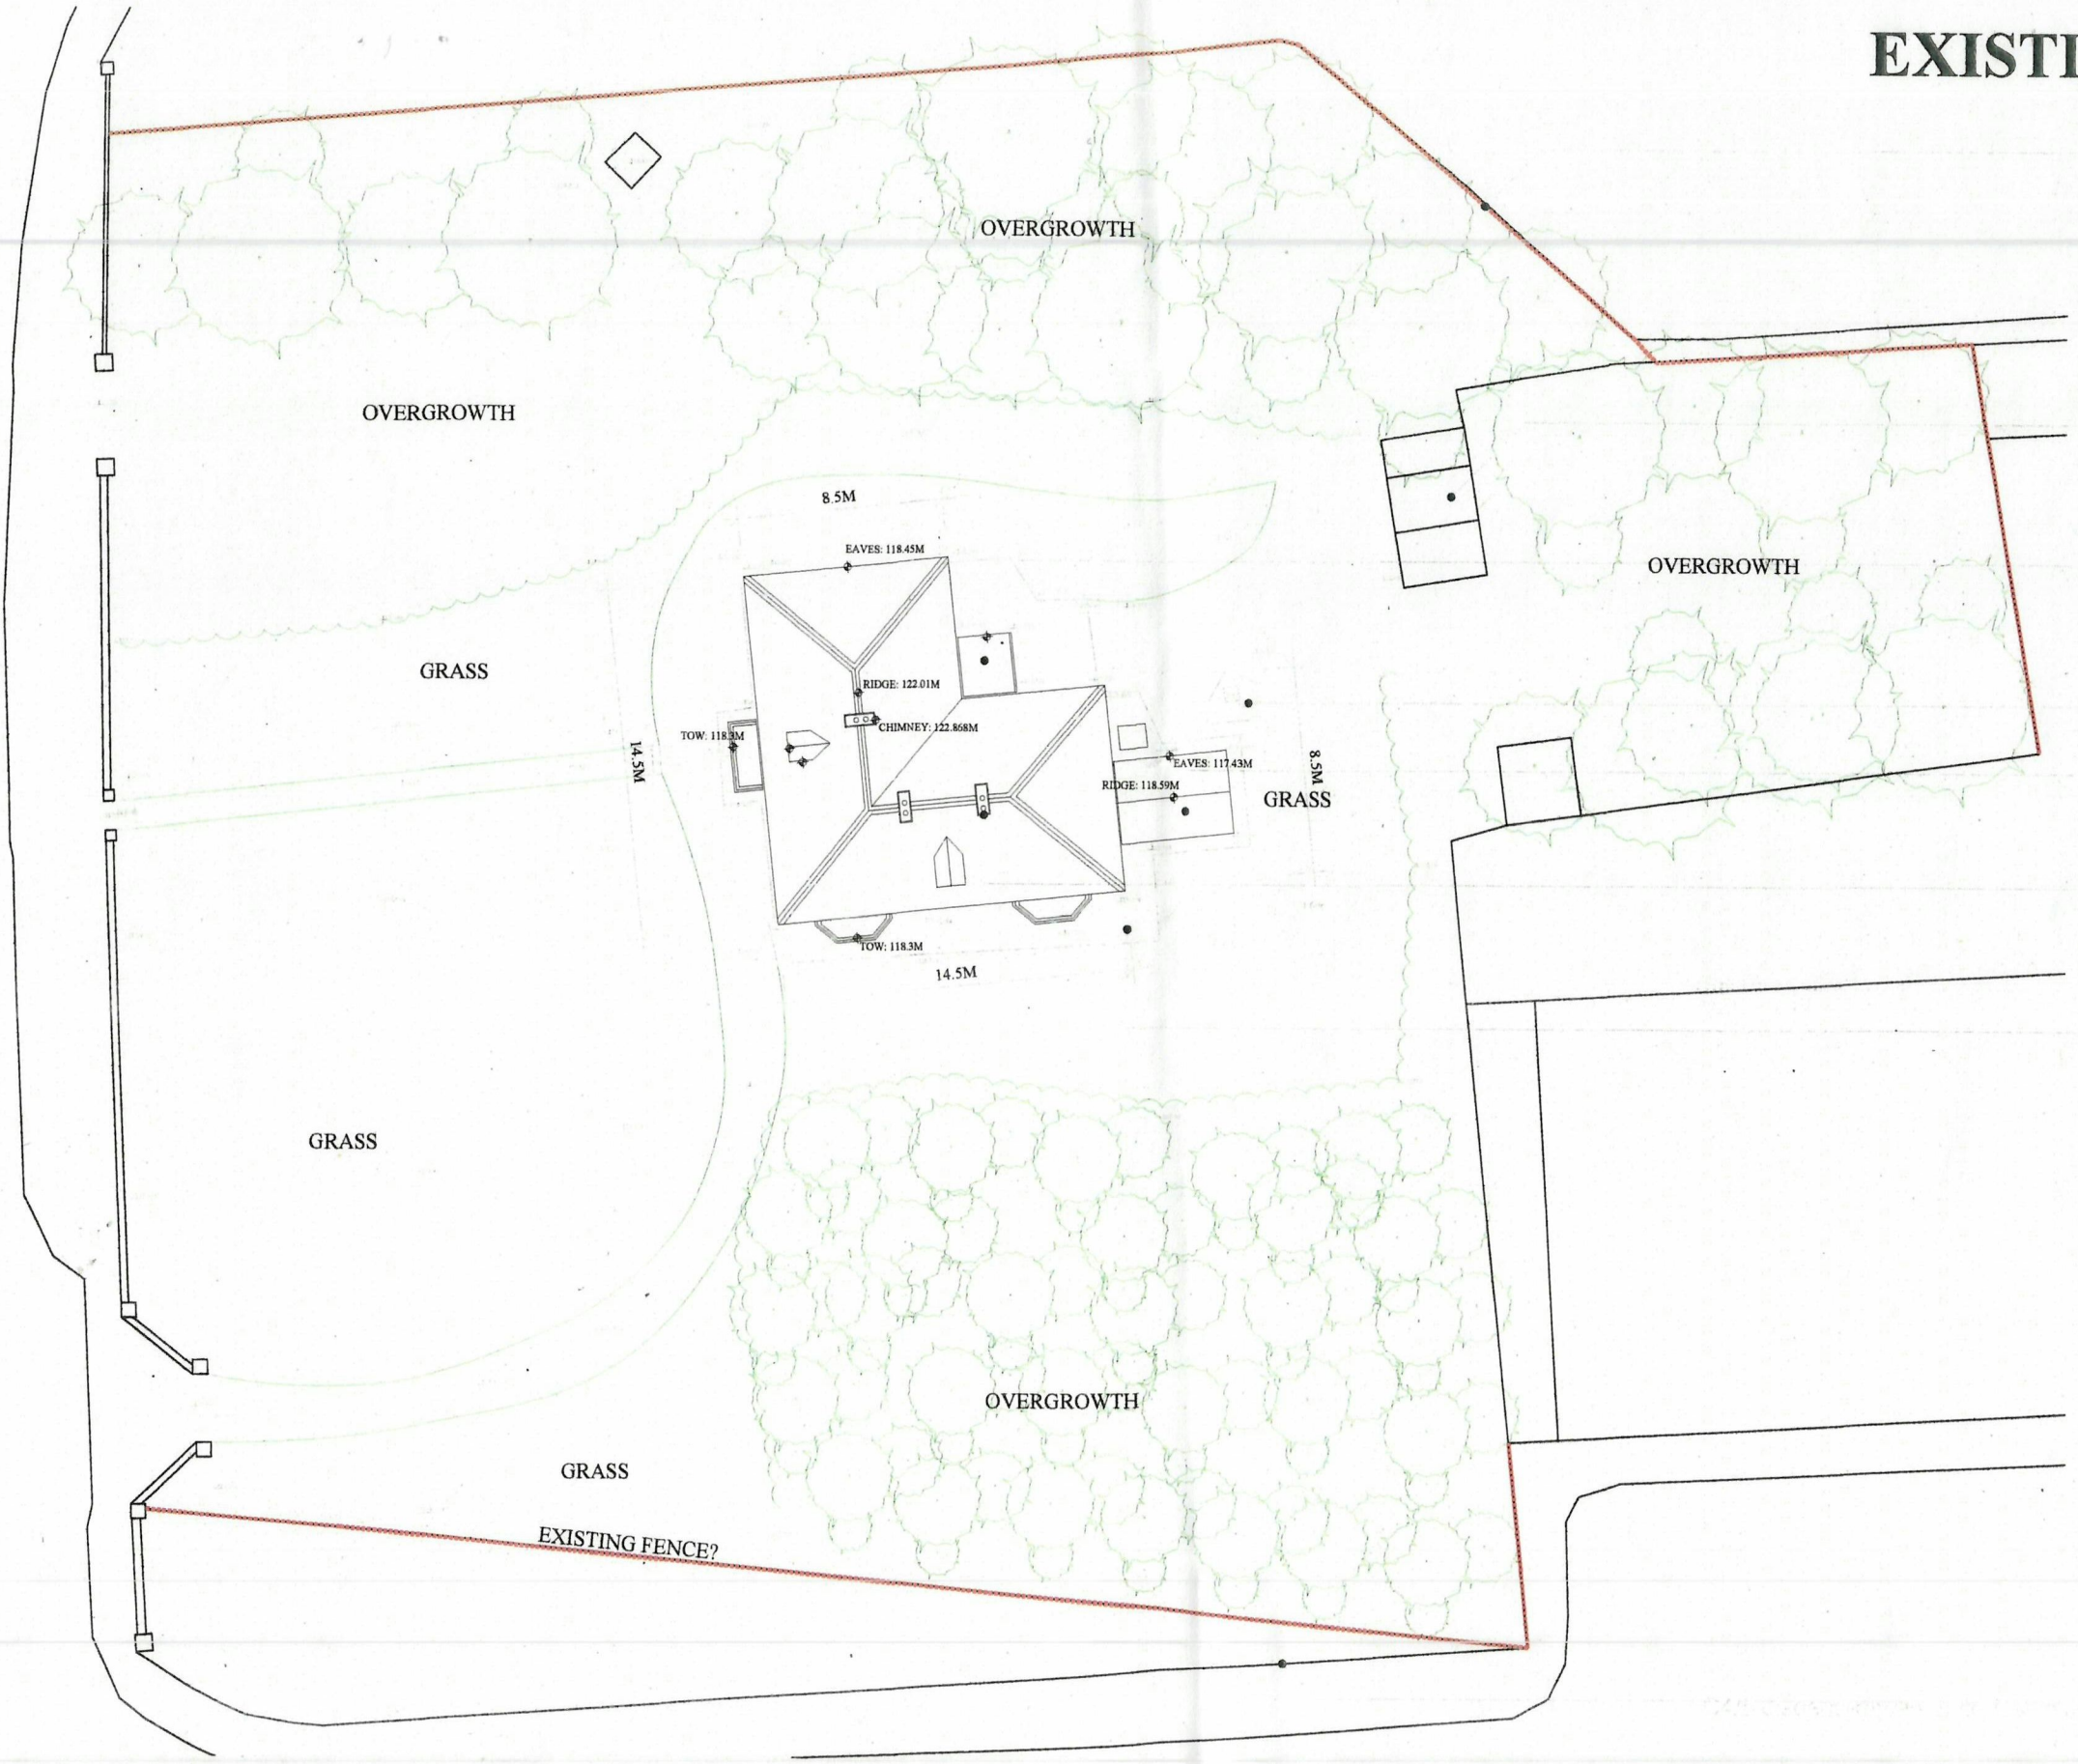 EXISTI
OVERGROWTH
OVERGROWTH
8.5M
EAVES: 118.45M
OVERGROWTH
GRASS
RIDGE: 122.01M
CHIMNEY: 122.868M
TOW: 118.3M
14.5M
EAVES: 117.43M
RIDGE: 118.59M
8.5M
GRASS
TOW: 118.3M
14.5M
GRASS
OVERGROWTH
GRASS
EXISTING FENCE?